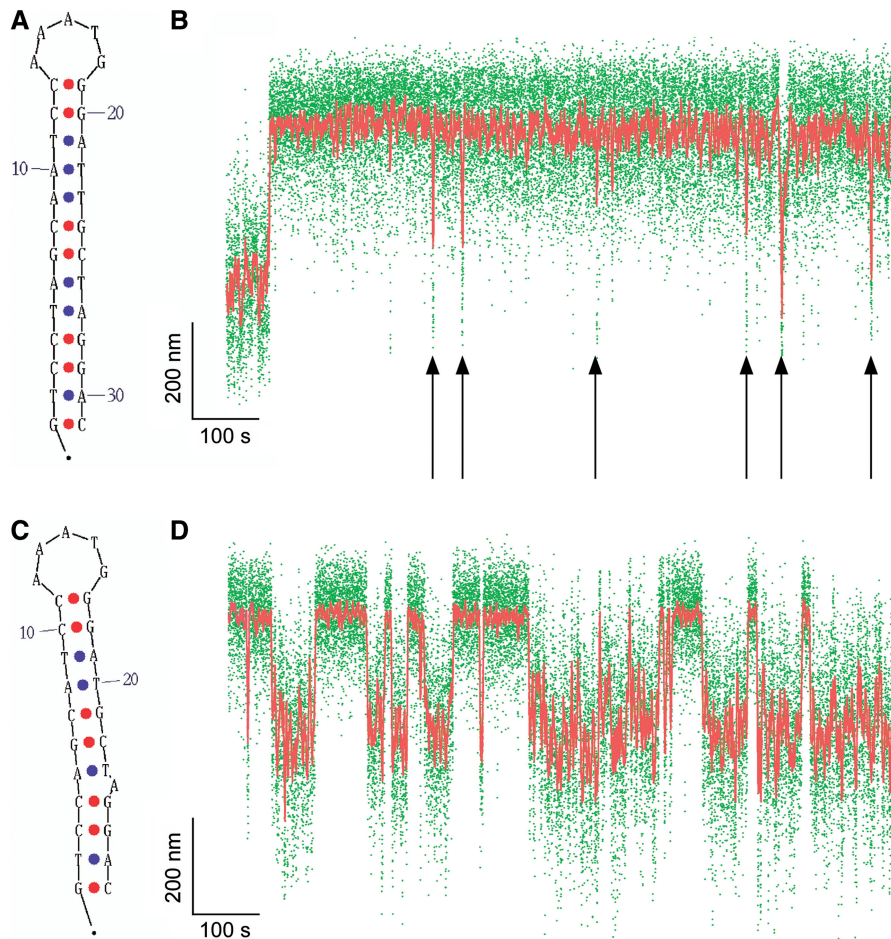 A
B
A A T
A G
C G
C G 20
T A
10 A T
A T
C G
G C
A T
T A
C G
C G
T A 30
G C
200 nm
100 s
C
D
A A T
A G
C G
10 C G
T A
A T 20
C G
G C
A T
A
C G
C G
T A
G C
200 nm
100 s